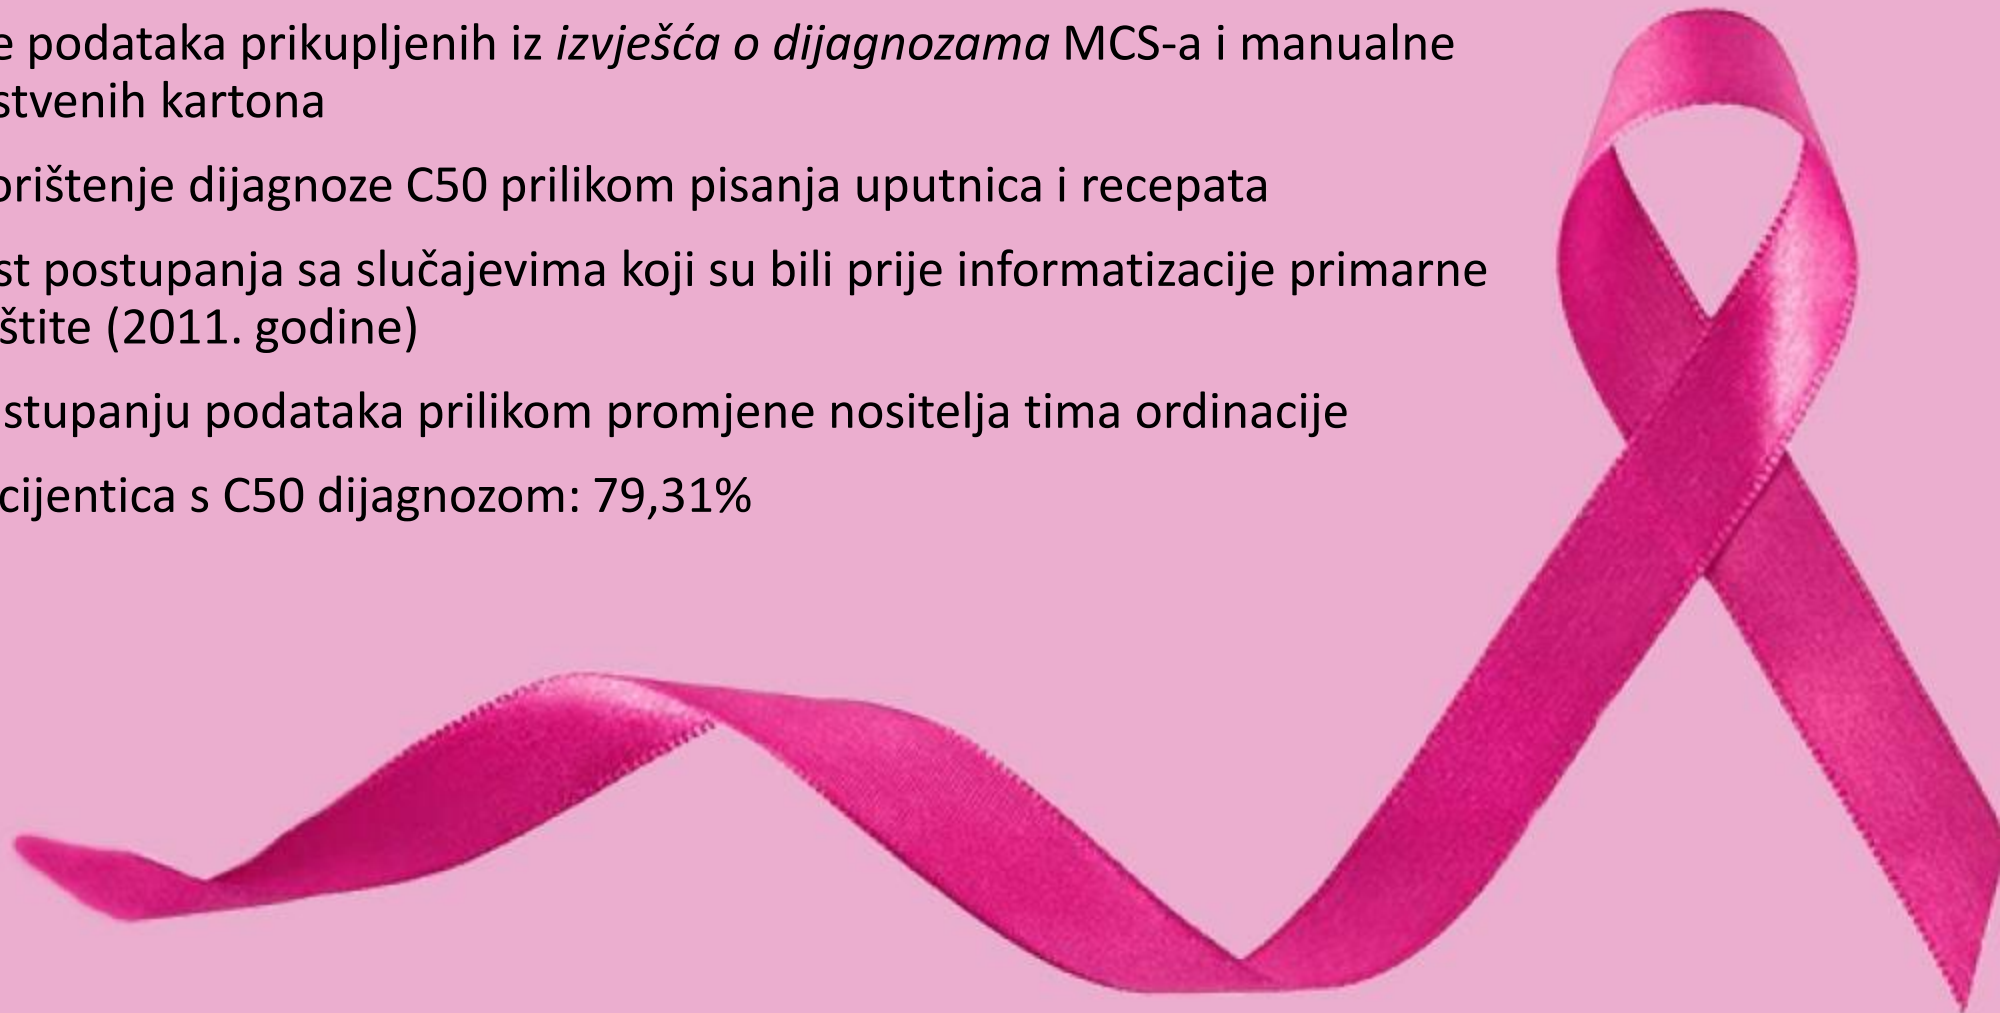 e podataka prikupljenih iz izvješća o dijagnozama MCS-a i manualne
stvenih kartona
orištenje dijagnoze C50 prilikom pisanja uputnica i recepata
st postupanja sa slučajevima koji su bili prije informatizacije primarne
štite (2011. godine)
stupanju podataka prilikom promjene nositelja tima ordinacije
cijentica s C50 dijagnozom: 79,31%